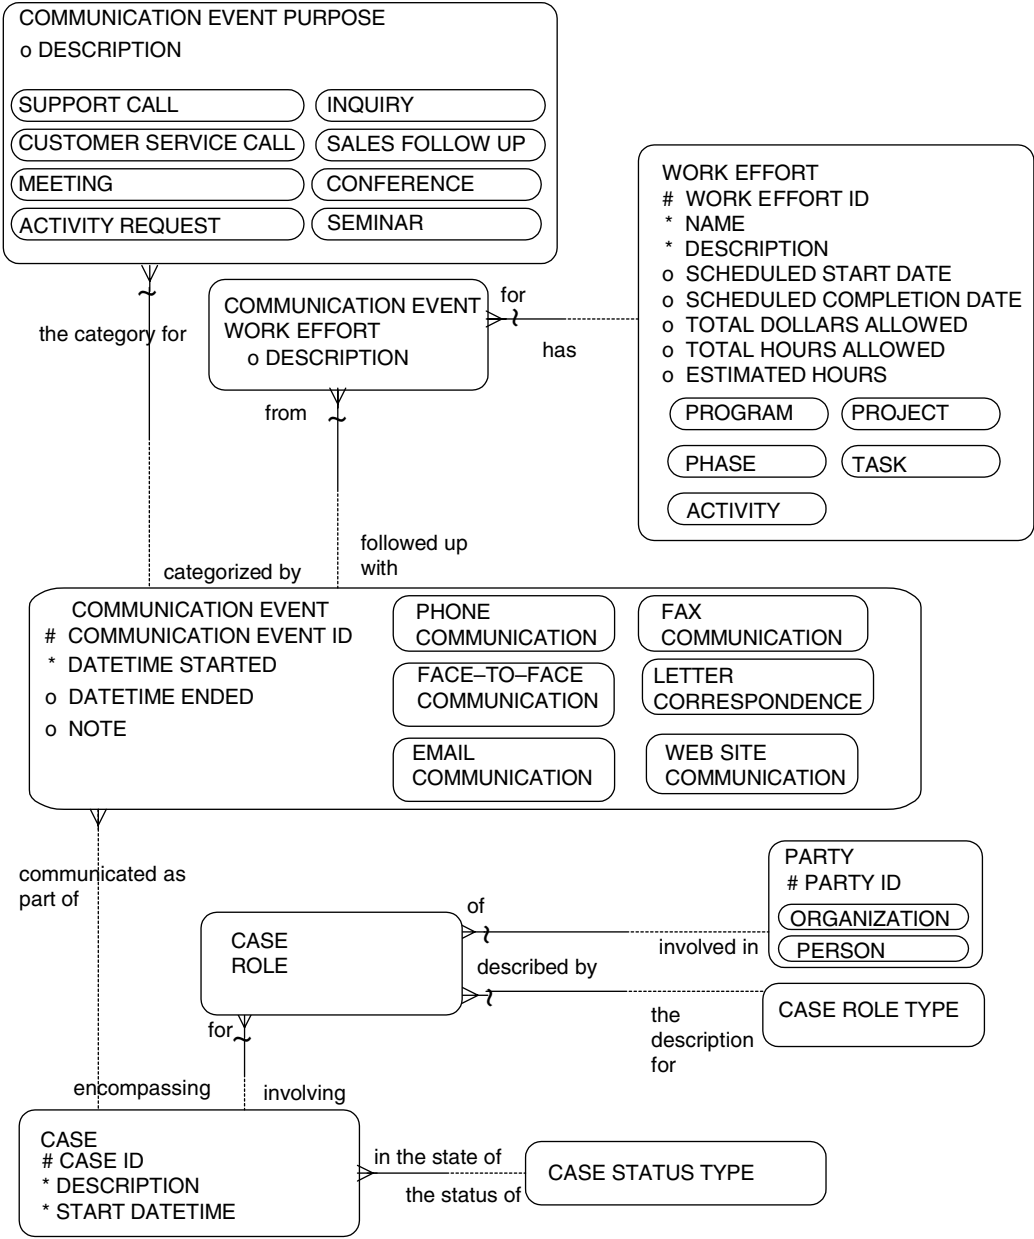 COMMUNICATION EVENT PURPOSE
o DESCRIPTION
SUPPORT CALL
INQUIRY
CUSTOMER SERVICE CALL
SALES FOLLOW UP
MEETING
CONFERENCE
ACTIVITY REQUEST
SEMINAR
WORK EFFORT
# WORK EFFORT ID
* NAME
* DESCRIPTION
o SCHEDULED START DATE
o SCHEDULED COMPLETION DATE
o TOTAL DOLLARS ALLOWED
o TOTAL HOURS ALLOWED
o ESTIMATED HOURS
PROGRAM
PROJECT
PHASE
TASK
ACTIVITY
the category for
COMMUNICATION EVENT
WORK EFFORT
o DESCRIPTION
for
has
from
followed up
with
categorized by
COMMUNICATION EVENT
# COMMUNICATION EVENT ID
* DATETIME STARTED
o DATETIME ENDED
o NOTE
PHONE
COMMUNICATION
FAX
COMMUNICATION
FACE–TO–FACE
COMMUNICATION
LETTER
CORRESPONDENCE
EMAIL
COMMUNICATION
WEB SITE
COMMUNICATION
communicated as
part of
CASE
ROLE
of
involved in
PARTY
# PARTY ID
ORGANIZATION
PERSON
described by
the
description
for
CASE ROLE TYPE
for
encompassing
involving
CASE
# CASE ID
* DESCRIPTION
* START DATETIME
in the state of
the status of
CASE STATUS TYPE